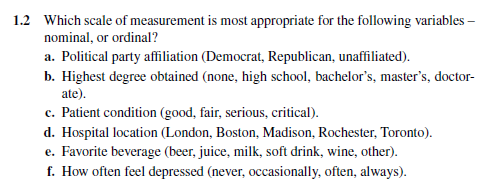 1.2 Which scale of measurement is most appropriate for the following variables –
nominal, or ordinal?
a. Political party affiliation (Democrat, Republican, unaffiliated).
b. Highest degree obtained (none, high school, bachelor's, master's, doctor-
ate).
c. Patient condition (good, fair, serious, critical).
d. Hospital location (London, Boston, Madison, Rochester, Toronto).
e. Favorite beverage (beer, juice, milk, soft drink, wine, other).
f. How often feel depressed (never, occasionally, often, always).